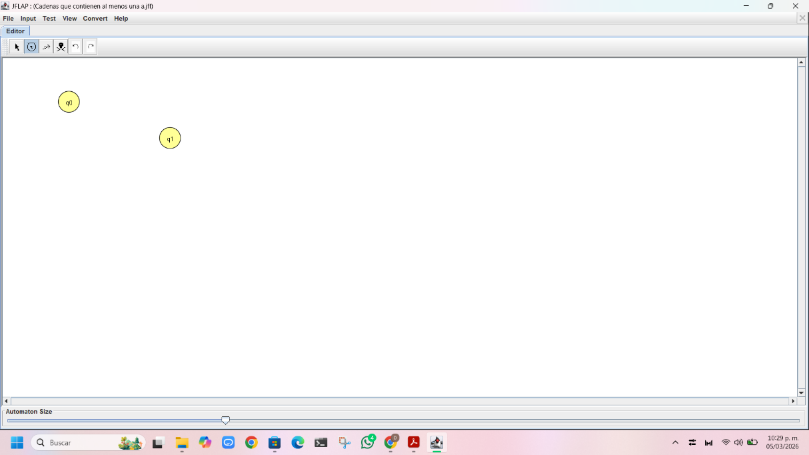 JFLAP : (Cadenas que contienen al menos una a.jff)
File Input Test View Convert Help
Editor
q0
q1
Automaton Size
Buscar
4
10:29 p. m.
05/03/2026